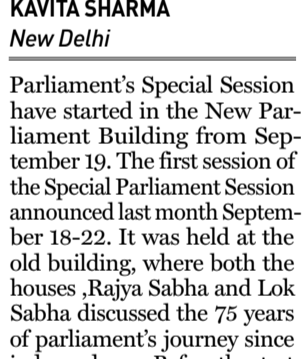 KAVITA SHARMA
New Delhi
Parliament's Special Session
have started in the New Par-
liament Building from Sep-
tember 19. The first session of
the Special Parliament Session
announced last month Septem-
ber 18-22. It was held at the
old building, where both the
houses ,Rajya Sabha and Lok
Sabha discussed the 75 years
of parliament's journey since